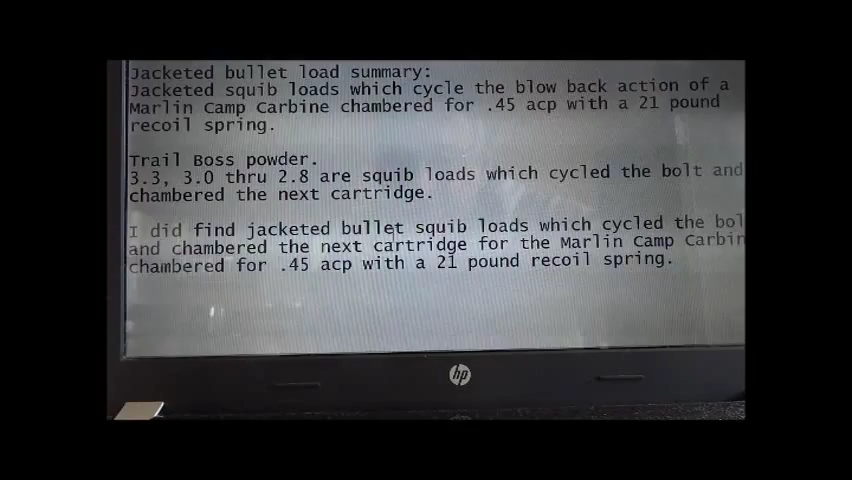 Jacketed bullet load summary:
Jacketed squib loads which cycle the blow back action of a
Marlin Camp Carbine chambered for .45 acp with a 21 pound
recoil spring.
Trail Boss powder.
3.3, 3.0 thru 2.8 are squib loads which cycled the bolt and
chambered the next cartridge.
I did find jacketed bullet squib loads which cycled the bol
and chambered the next cartridge for the Marlin Camp Carbin
chambered for .45 acp with a 21 pound recoil spring.
hp